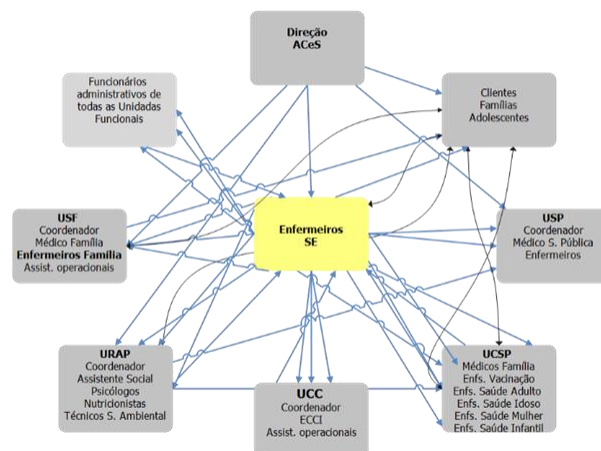 Direção
ACeS
Funcionários
administrativos de
todas as Unidadas
Funcionais
Clientes
Famílias
Adolescentes
USF
Coordenador
Médico Família
Enfermeiros Família
Assist. operacionais
Enfermeiros
SE
USP
Coordenador
Médico S. Pública
Enfermeiros
URAP
Coordenador
Assistente Social
Psicólogos
Nutricionistas
Técnicos S. Ambiental
UCC
Coordenador
ECCI
Assist. operacionais
UCSP
Médicos Família
Enfs. Vacinação
Enfs. Saúde Adulto
Enfs. Saúde Idoso
Enfs. Saúde Mulher
Enfs. Saúde Infantil